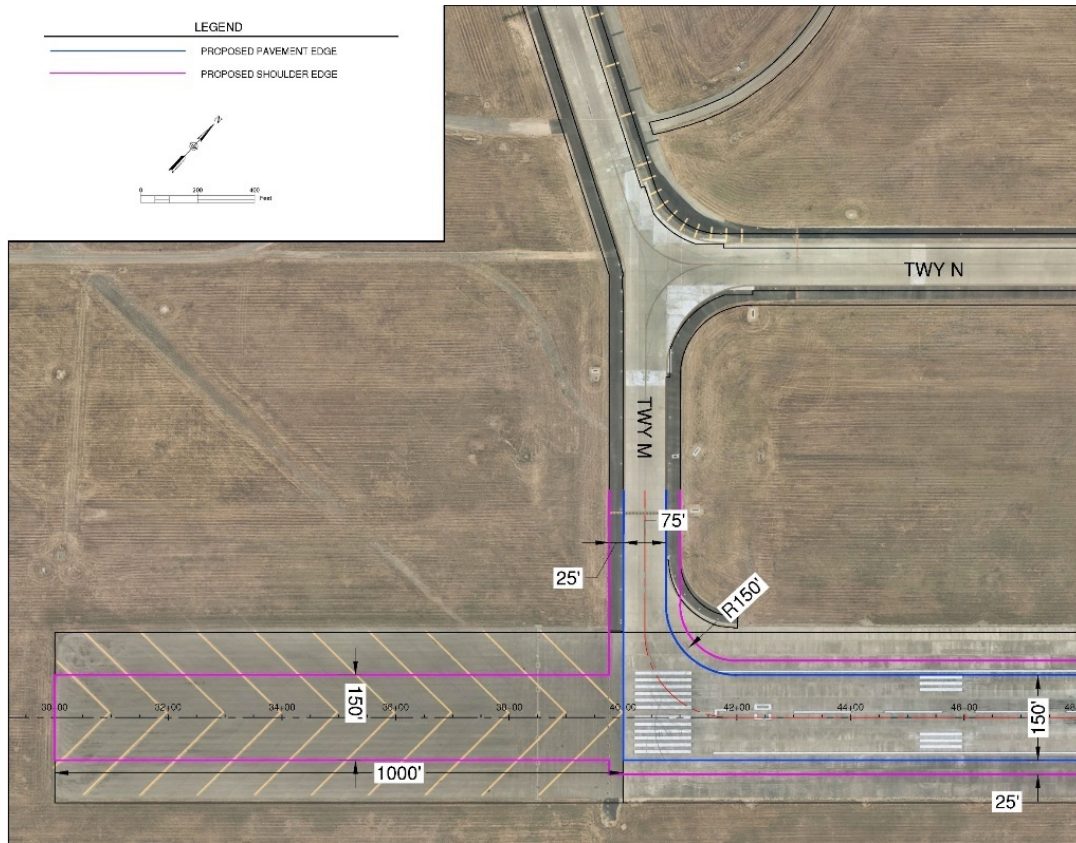 LEGEND
PROPOSED PAVEMENT EDGE
PROPOSED SHOULDER EDGE
N
0 200 400
Feet
TWY N
TWY M
75'
25'
R150'
150'
30+00 32+00 34+00 36+00 38+00 40+00 42+00 44+00 46+00
150'
1000'
25'